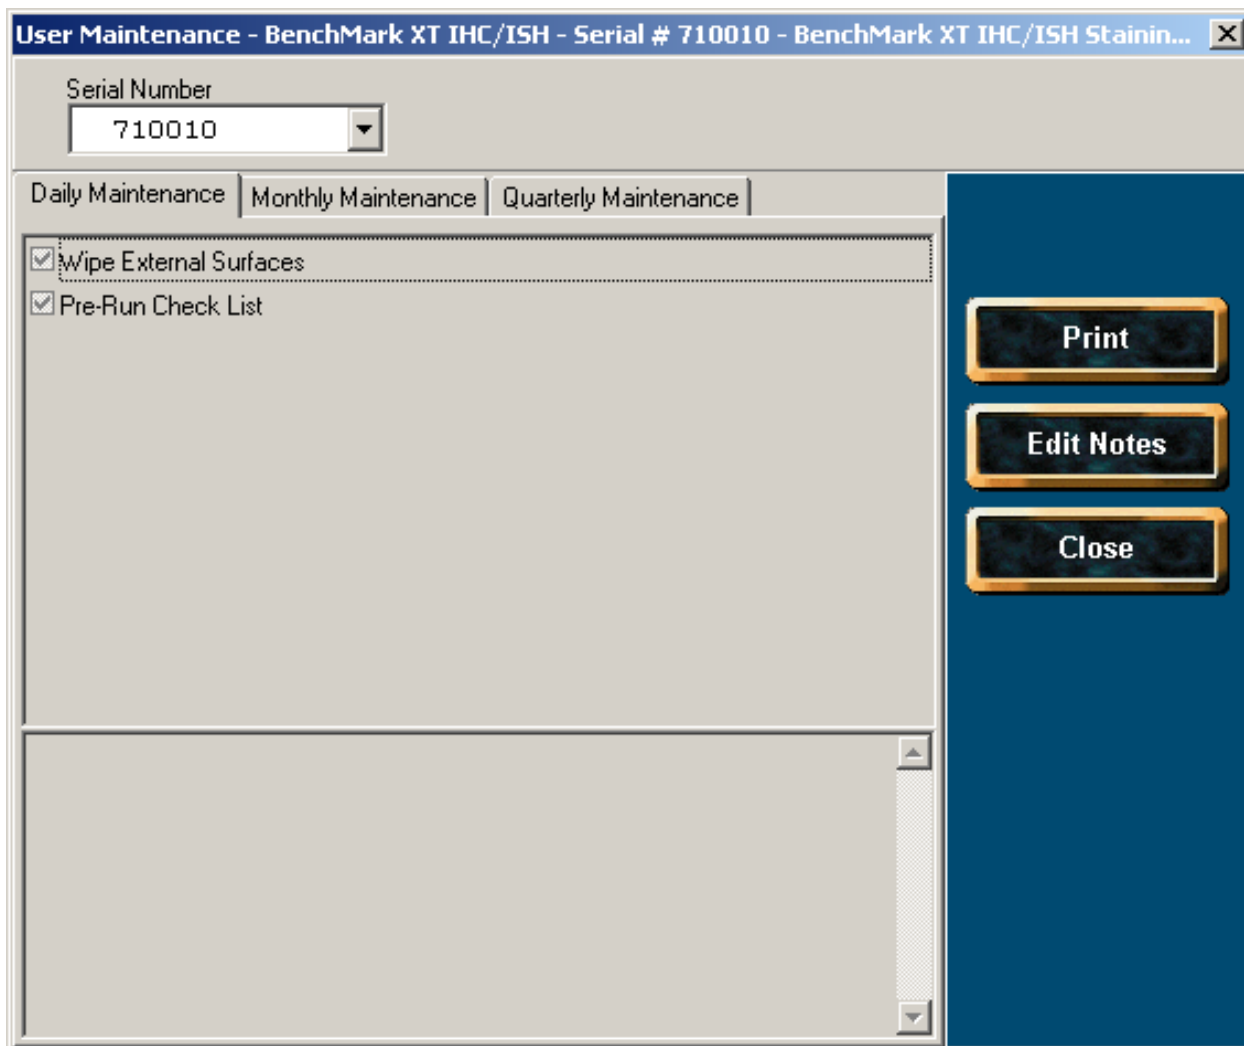 User Maintenance - BenchMark XT IHC/ISH - Serial # 710010 - BenchMark XT IHC/ISH Stainin...
Serial Number
710010
Daily Maintenance Monthly Maintenance Quarterly Maintenance
Wipe External Surfaces
Pre-Run Check List
Print
Edit Notes
Close